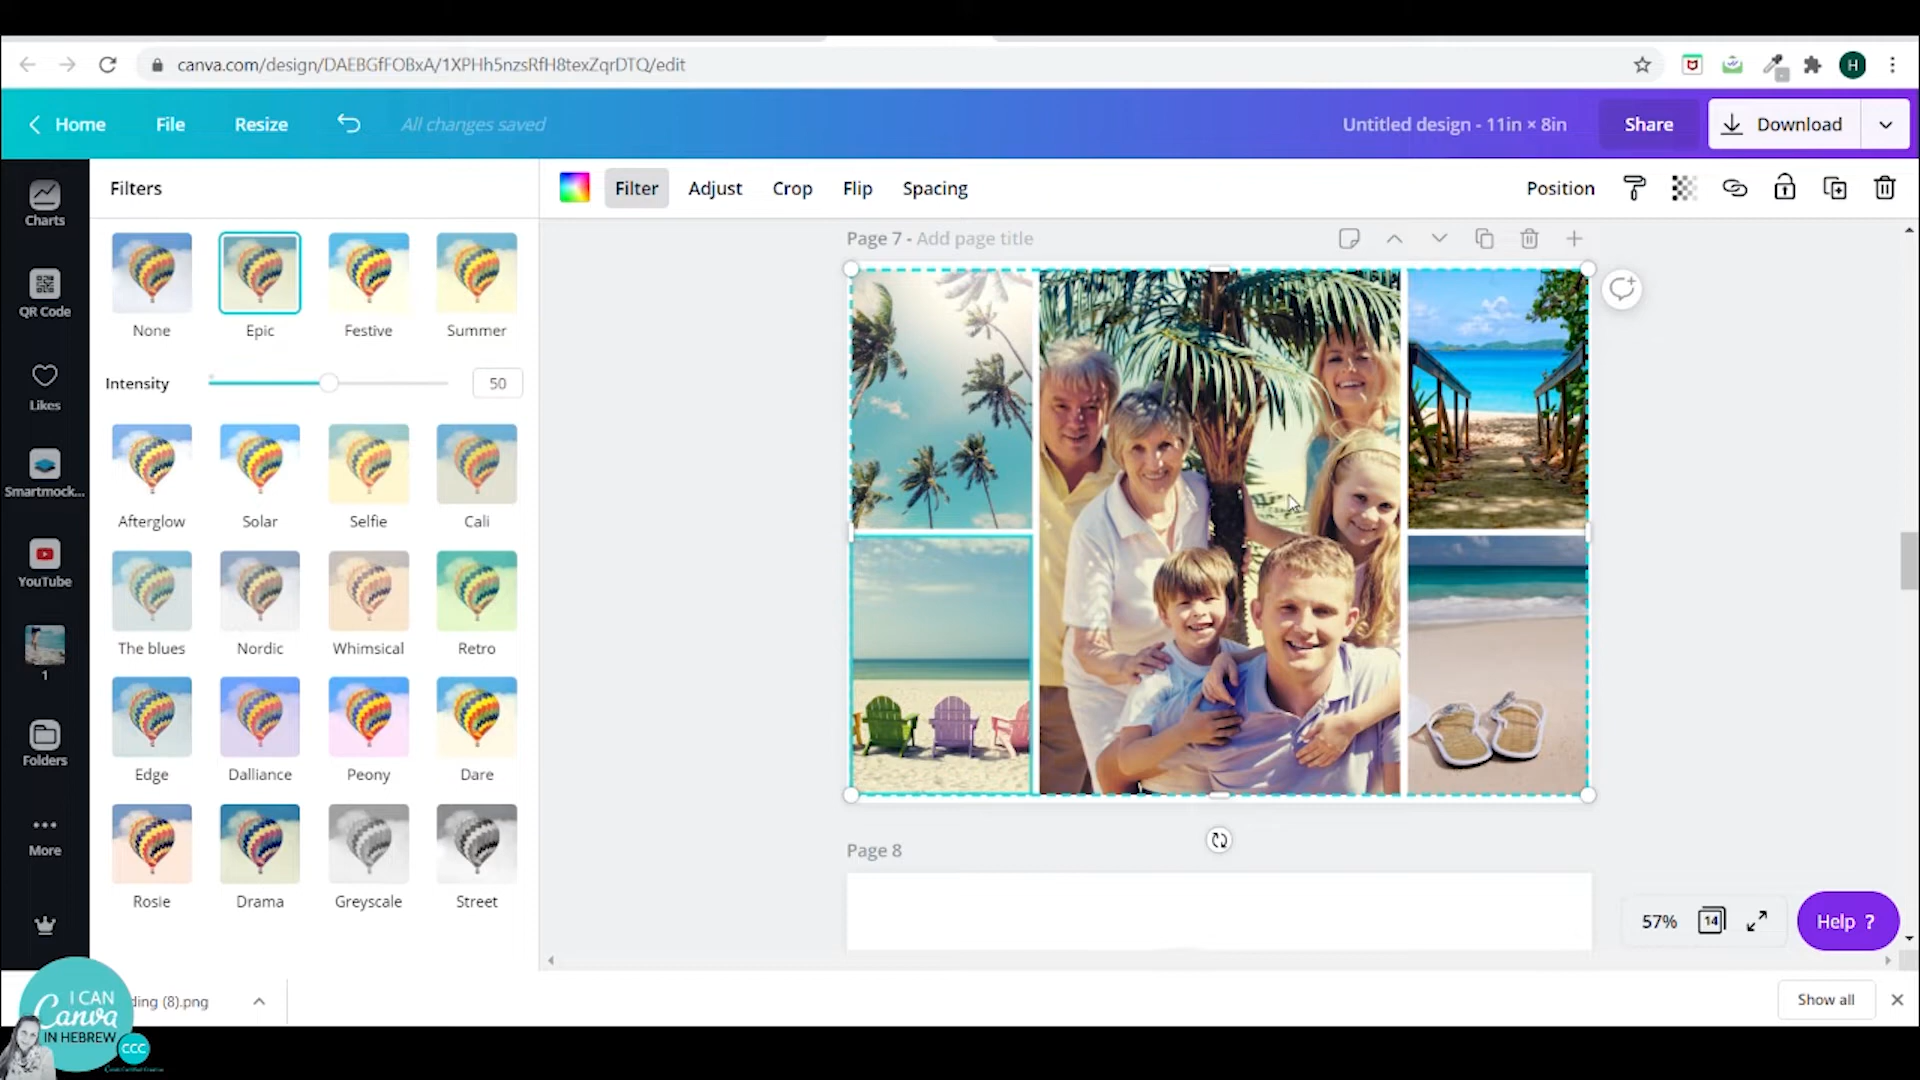 canva.com/design/DAEBGfFOBxA/1XPHh5nzsRfH8texZqrDTQ/edit
H
Home File Resize All changes saved Untitled design - 11in × 8in Share Download
Charts
QR Code
Likes
Smartmock...
YouTube
1
Folders
More
Filters
None Epic Festive Summer
Intensity 50
Afterglow Solar Selfie Cali
The blues Nordic Whimsical Retro
Edge Dalliance Peony Dare
Rosie Drama Greyscale Street
Filter Adjust Crop Flip Spacing Position
Page 7 - Add page title
Page 8
57% 14 Help ?
ding (8).png
Show all
I CAN
Canva
IN HEBREW
CCC